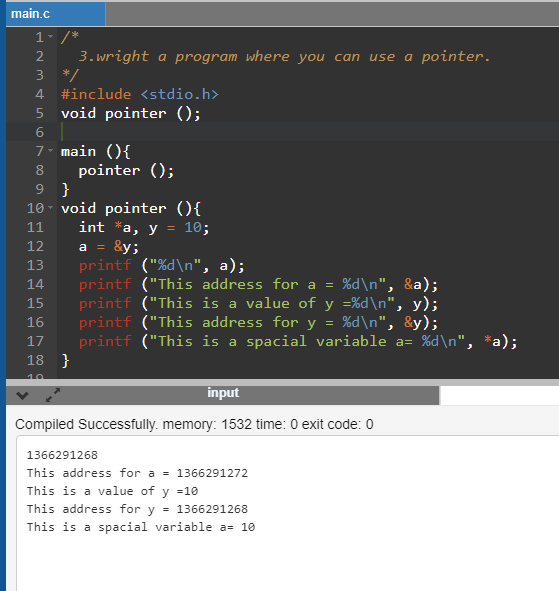 main.c
1 /*
2 3.wright a program where you can use a pointer.
3 */
4 #include <stdio.h>
5 void pointer ();
6
7 main (){
8 pointer ();
9 }
10 void pointer (){
11 int *a, y = 10;
12 a = &y;
13 printf ("%d\n", a);
14 printf ("This address for a = %d\n", &a);
15 printf ("This is a value of y =%d\n", y);
16 printf ("This address for y = %d\n", &y);
17 printf ("This is a spacial variable a= %d\n", *a);
18 }
19
input
Compiled Successfully. memory: 1532 time: 0 exit code: 0
1366291268
This address for a = 1366291272
This is a value of y =10
This address for y = 1366291268
This is a spacial variable a= 10